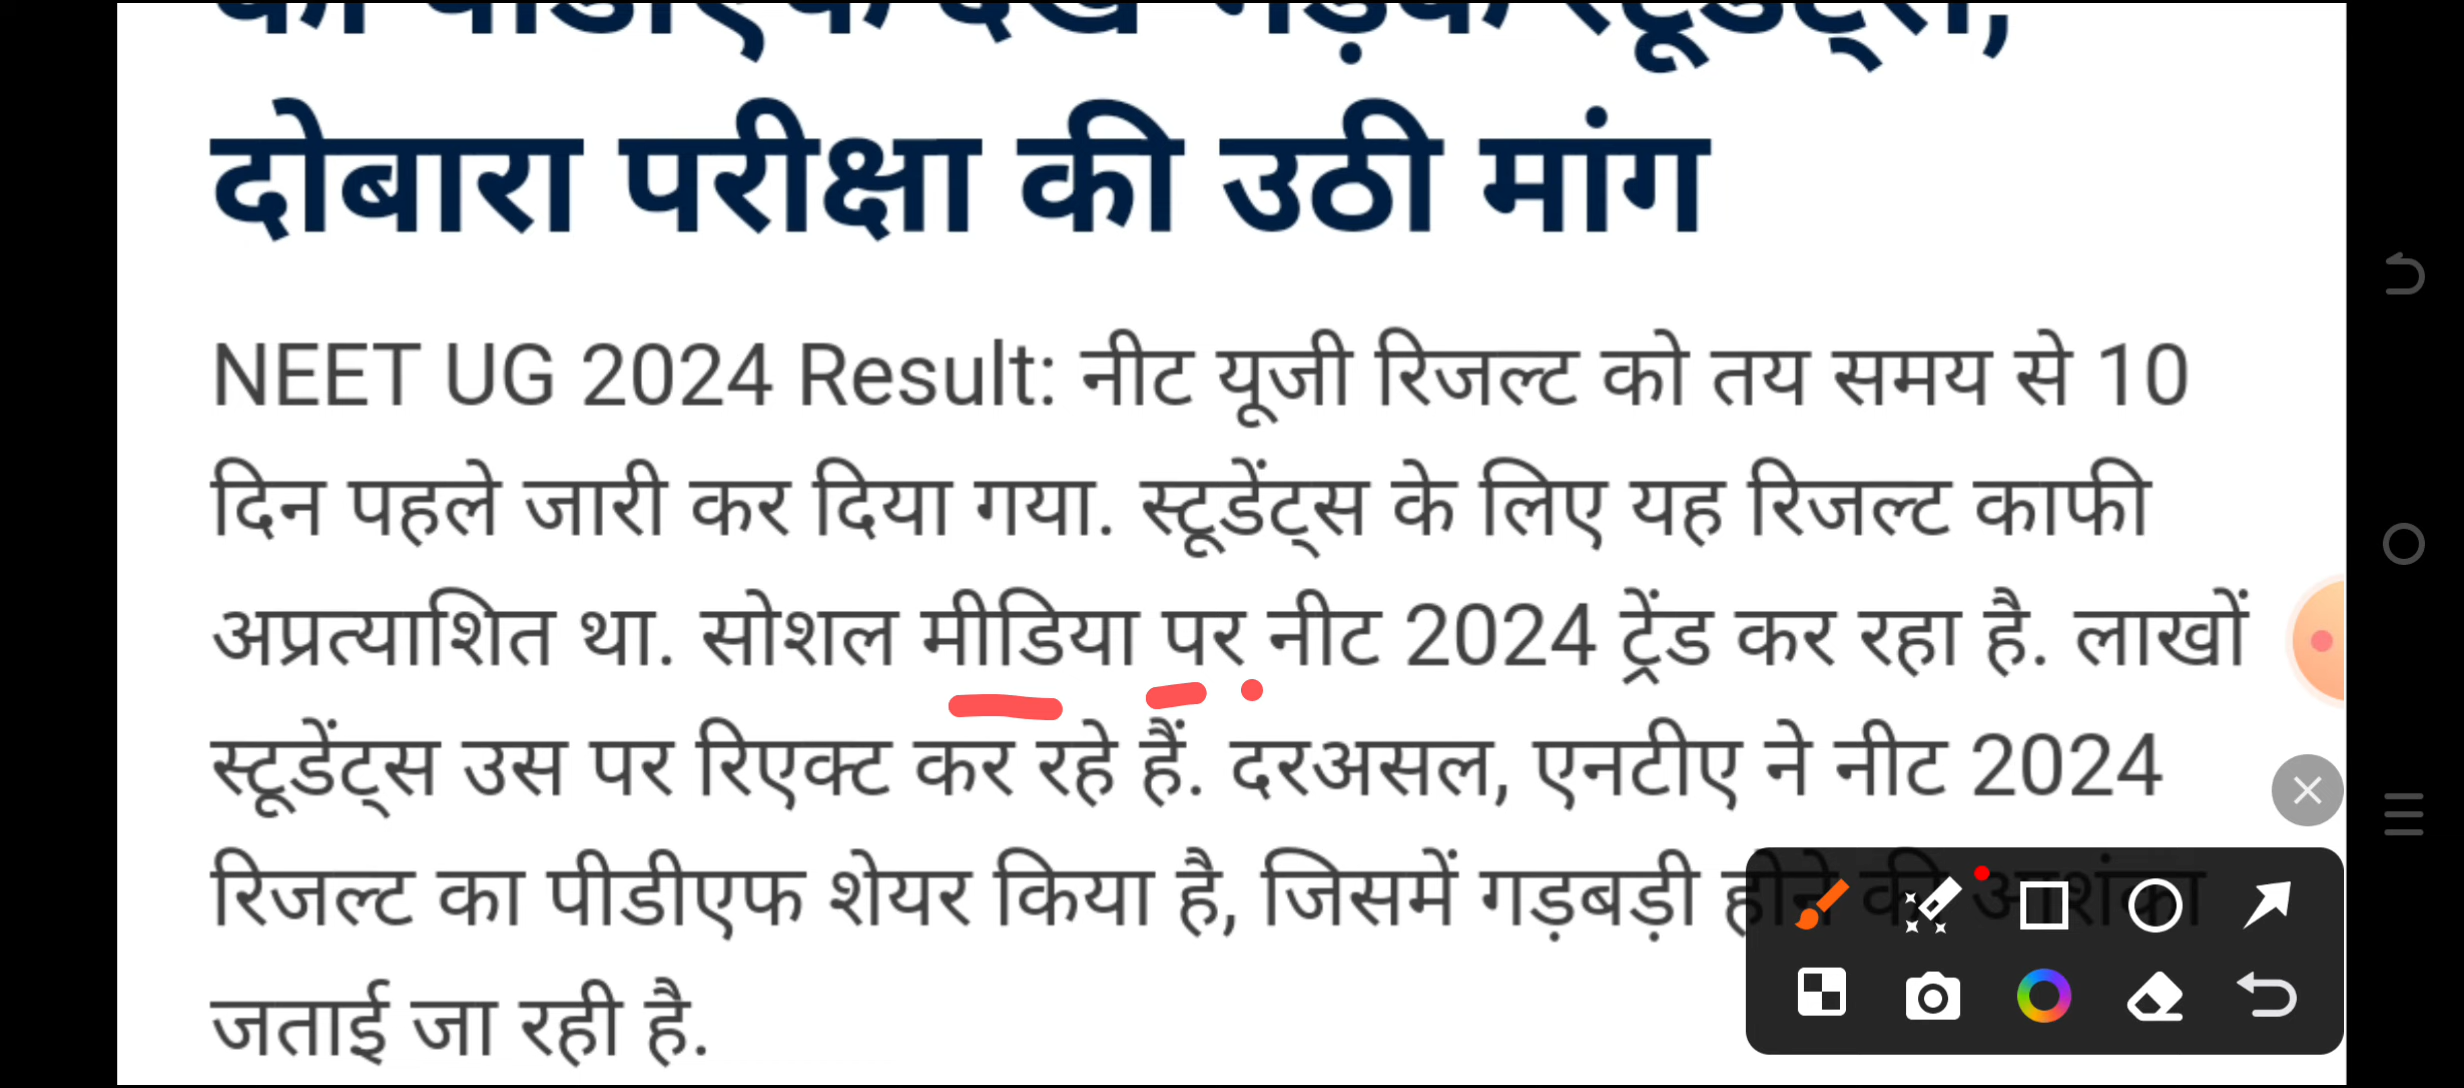 दोबारा परीक्षा की उठी मांग
NEET UG 2024 Result: नीट यूजी रिजल्ट को तय समय से 10
दिन पहले जारी कर दिया गया. स्टूडेंट्स के लिए यह रिजल्ट काफी
अप्रत्याशित था. सोशल मीडिया पर नीट 2024 ट्रेंड कर रहा है. लाखों
स्टूडेंट्स उस पर रिएक्ट कर रहे हैं. दरअसल, एनटीए ने नीट 2024
रिजल्ट का पीडीएफ शेयर किया है, जिसमें गड़बड़ी होने की आशंका
जताई जा रही है.